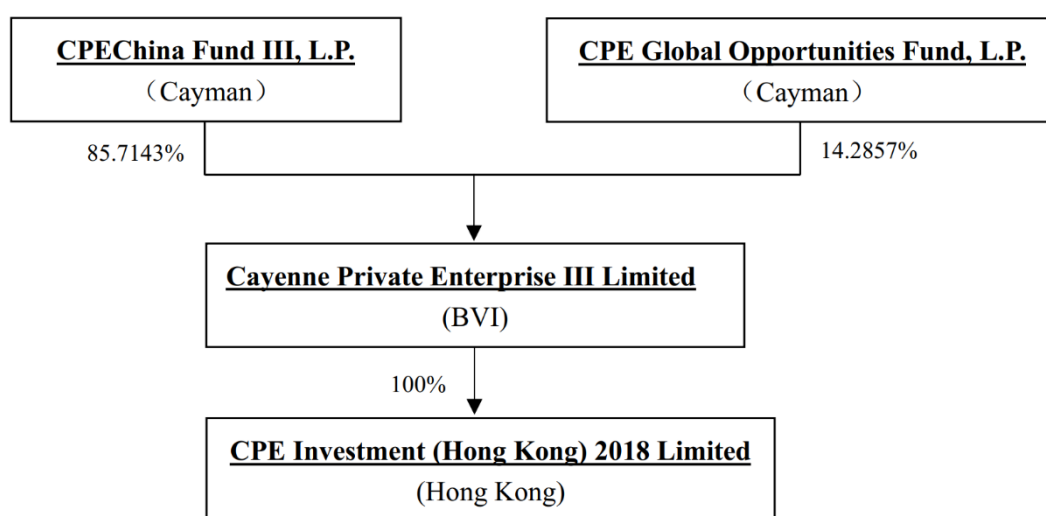 CPEChina Fund III, L.P.
（Cayman）
CPE Global Opportunities Fund, L.P.
（Cayman）
85.7143%
14.2857%
Cayenne Private Enterprise III Limited
(BVI)
100%
CPE Investment (Hong Kong) 2018 Limited
(Hong Kong)